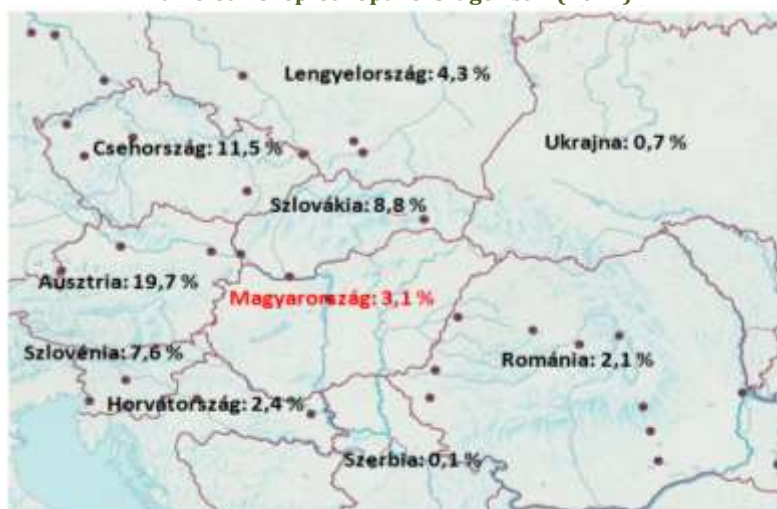 Lengyelország: 4,3 %
Csehország: 11,5 %
Ukrajna: 0,7 %
Szlovákia: 8,8 %
Ausztria: 19,7 %
Magyarország: 3,1 %
Szlovénia: 7,6 %
Románia: 2,1 %
Horvátország: 2,4 %
Szerbia: 0,1 %